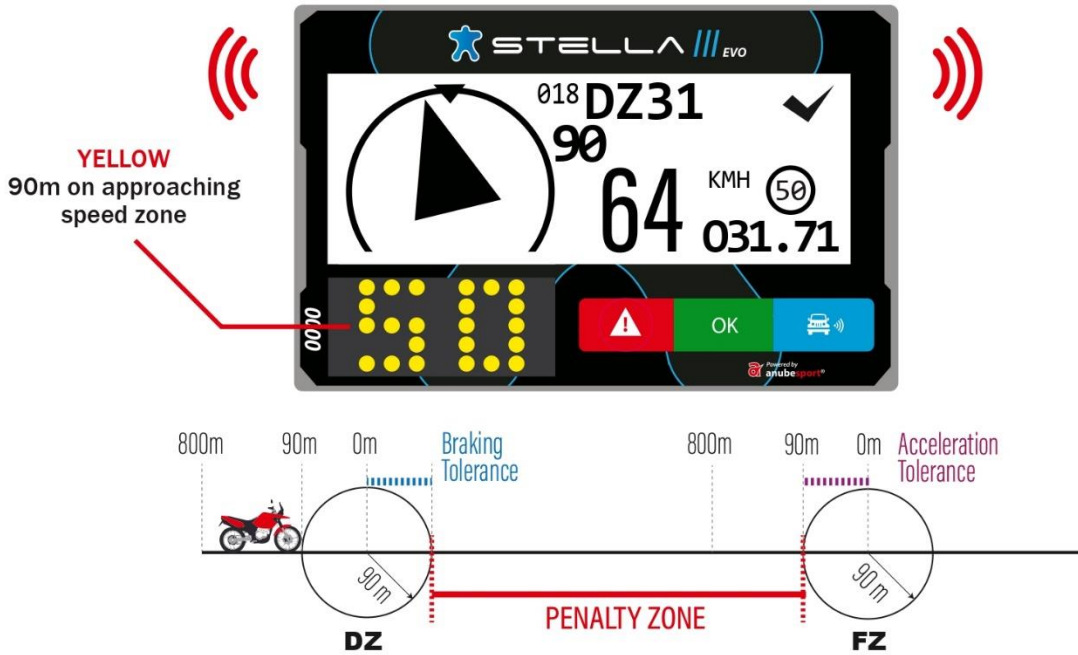 STELLA III EVO
018 DZ31
90
64 KMH 50
031.71
YELLOW
90m on approaching
speed zone
0000
50
OK
Powered by
anubesport®
800m 90m 0m Braking
Tolerance
800m 90m 0m Acceleration
Tolerance
90 m
90 m
PENALTY ZONE
DZ
FZ